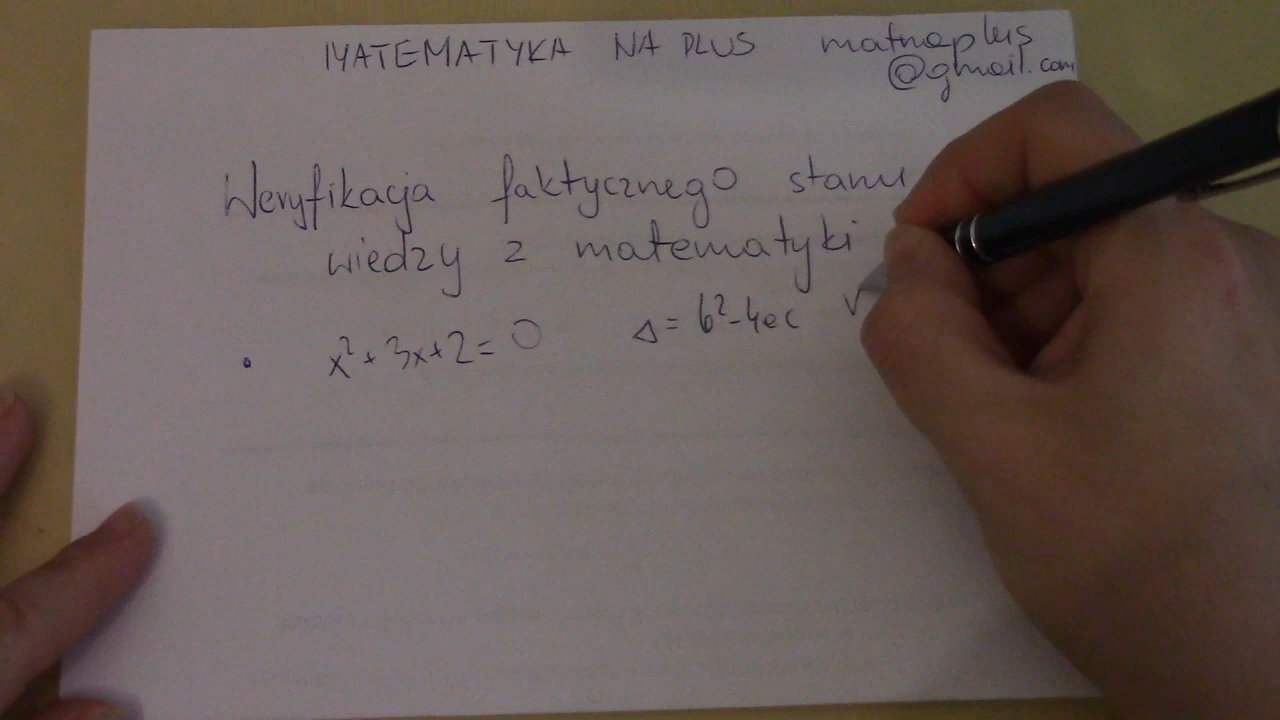 MATEMATYKA NA PLUS matnaplus
@gmail.com
Weryfikacja faktycznego stanu
wiedzy z matematyki
• x²+3x+2=0 Δ=b²-4ac √